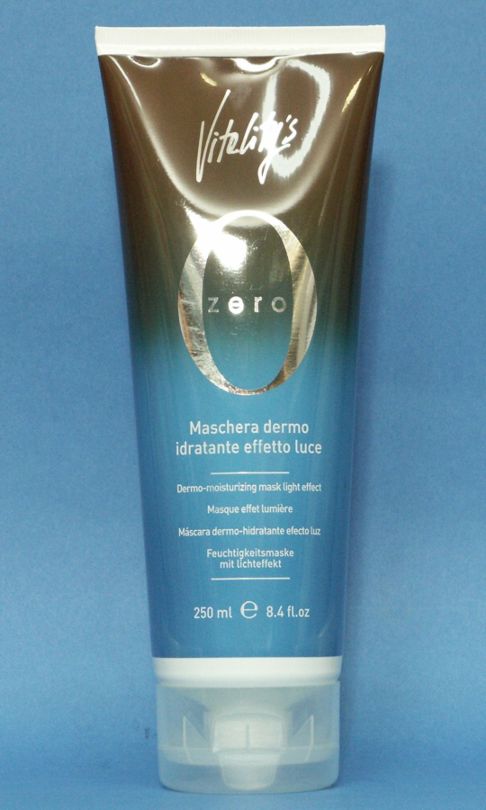 Vitality's
zero
Maschera dermo
idratante effetto luce
Dermo-moisturizing mask light effect
Masque effet lumière
Máscara dermo-hidratante efecto luz
Feuchtigkeitsmaske
mit lichteffekt
250 ml ℮ 8.4 fl.oz